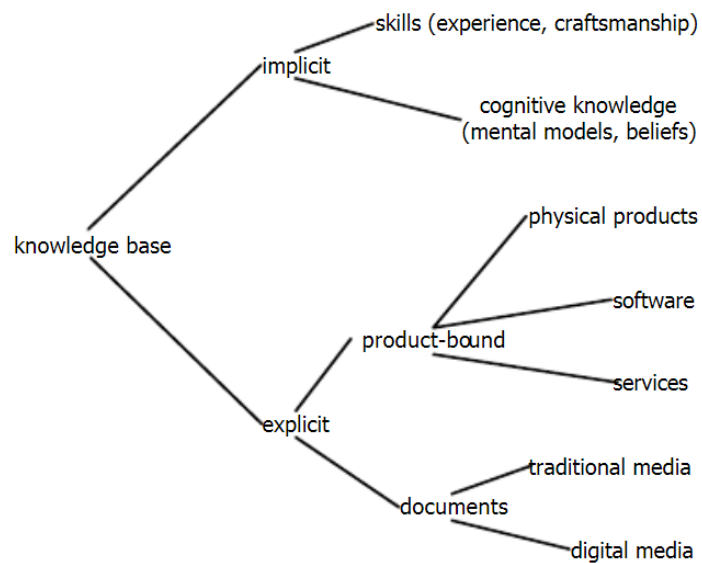 skills (experience, craftsmanship)
implicit
cognitive knowledge
(mental models, beliefs)
physical products
knowledge base
software
product-bound
services
explicit
traditional media
documents
digital media